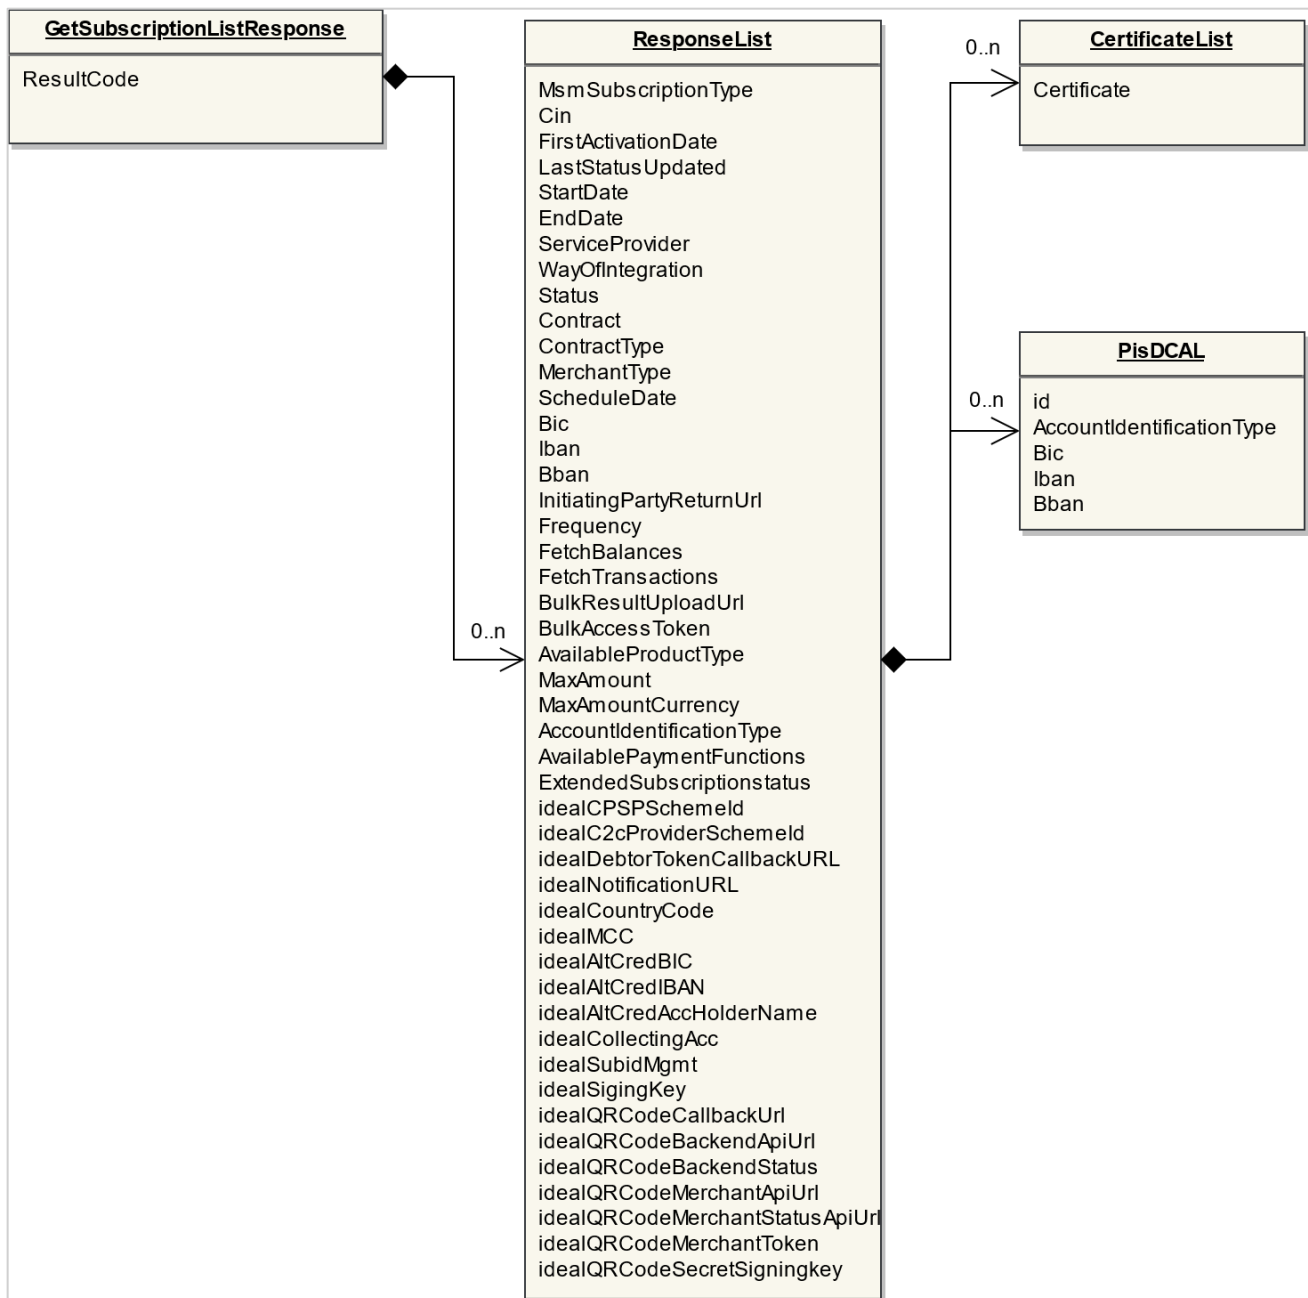 GetSubscriptionListResponse
ResultCode
0..n
ResponseList
MsmSubscriptionType
Cin
FirstActivationDate
LastStatusUpdated
StartDate
EndDate
ServiceProvider
WayOfIntegration
Status
Contract
ContractType
MerchantType
ScheduleDate
Bic
Iban
Bban
InitiatingPartyReturnUrl
Frequency
FetchBalances
FetchTransactions
BulkResultUploadUrl
BulkAccessToken
AvailableProductType
MaxAmount
MaxAmountCurrency
AccountIdentificationType
AvailablePaymentFunctions
ExtendedSubscriptionstatus
idealCPSPSchemeId
idealC2cProviderSchemeId
idealDebtorTokenCallbackURL
idealNotificationURL
idealCountryCode
idealMCC
idealAltCredBIC
idealAltCredIBAN
idealAltCredAccHolderName
idealCollectingAcc
idealSubidMgmt
idealSigingKey
idealQRCodeCallbackUrl
idealQRCodeBackendApiUrl
idealQRCodeBackendStatus
idealQRCodeMerchantApiUrl
idealQRCodeMerchantStatusApiUrl
idealQRCodeMerchantToken
idealQRCodeSecretSigningkey
0..n
CertificateList
Certificate
0..n
PisDCAL
id
AccountIdentificationType
Bic
Iban
Bban